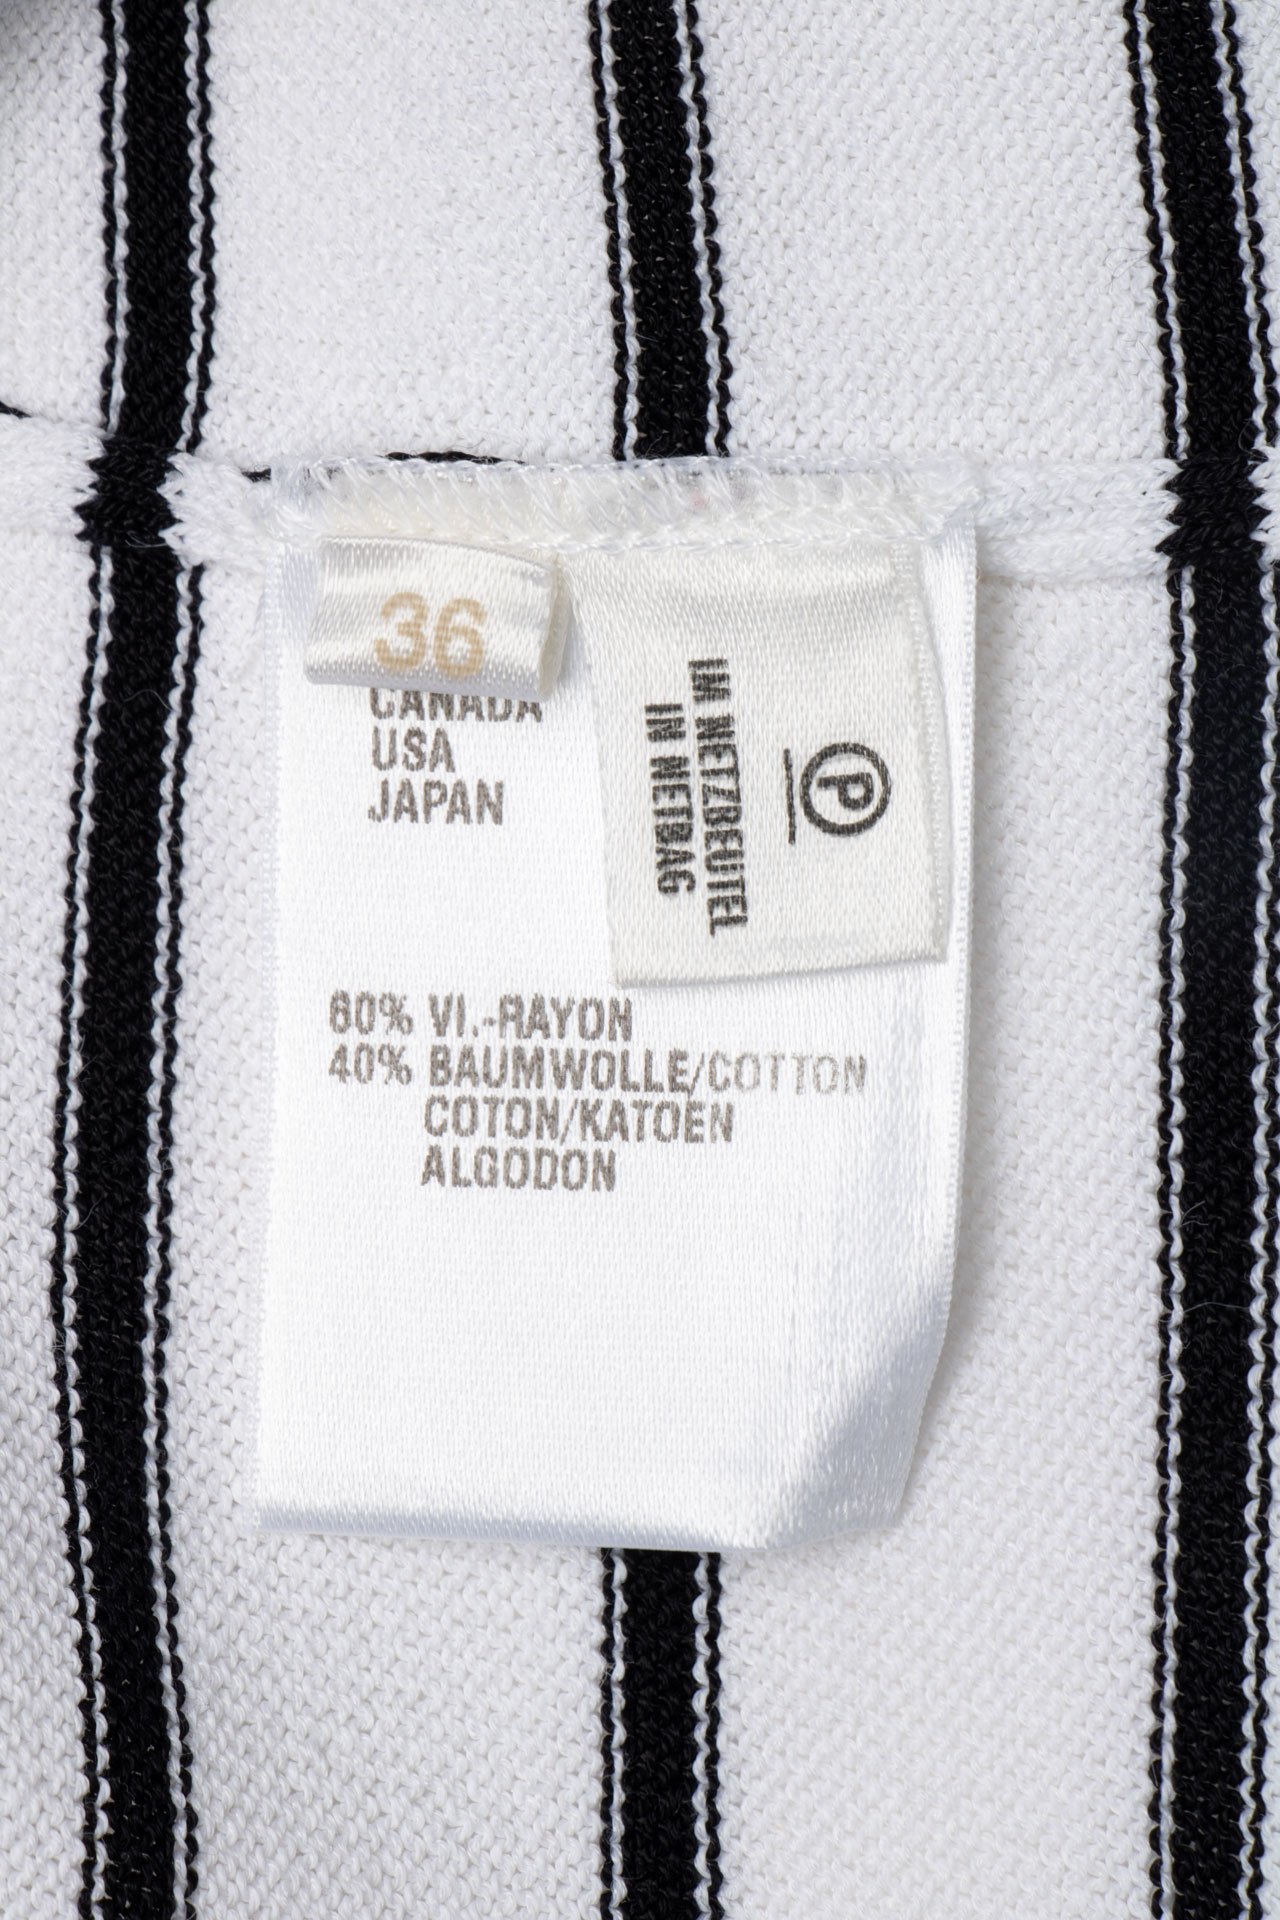 36
CANADA
USA
JAPAN
IM NETZBEUTEL
IN NETBAG
P
60% VI.-RAYON
40% BAUMWOLLE/COTTON
COTON/KATOEN
ALGODON